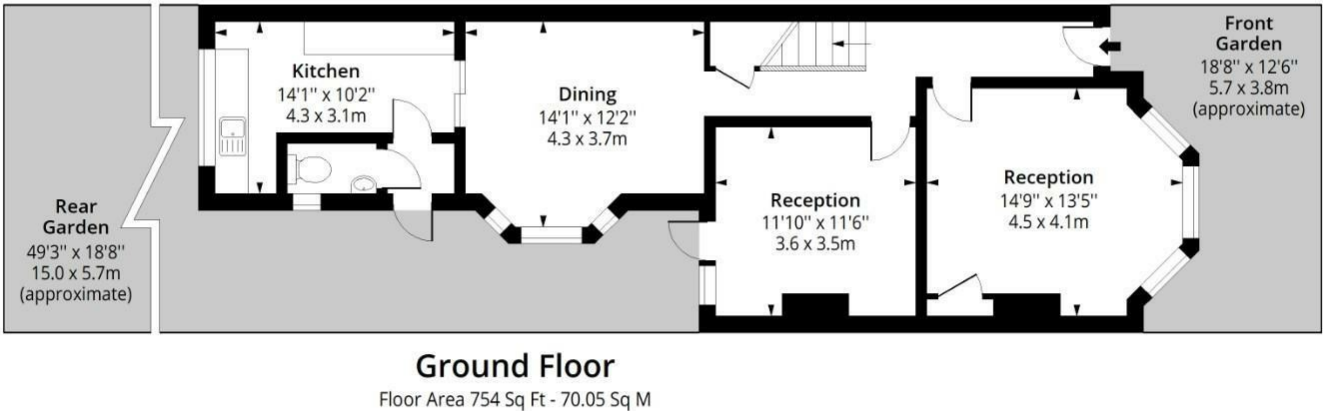 Front
Garden
18'8'' x 12'6''
5.7 x 3.8m
(approximate)
Kitchen
14'1'' x 10'2''
4.3 x 3.1m
Dining
14'1'' x 12'2''
4.3 x 3.7m
Reception
14'9'' x 13'5''
4.5 x 4.1m
Reception
11'10'' x 11'6''
3.6 x 3.5m
Rear
Garden
49'3'' x 18'8''
15.0 x 5.7m
(approximate)
Ground Floor
Floor Area 754 Sq Ft - 70.05 Sq M